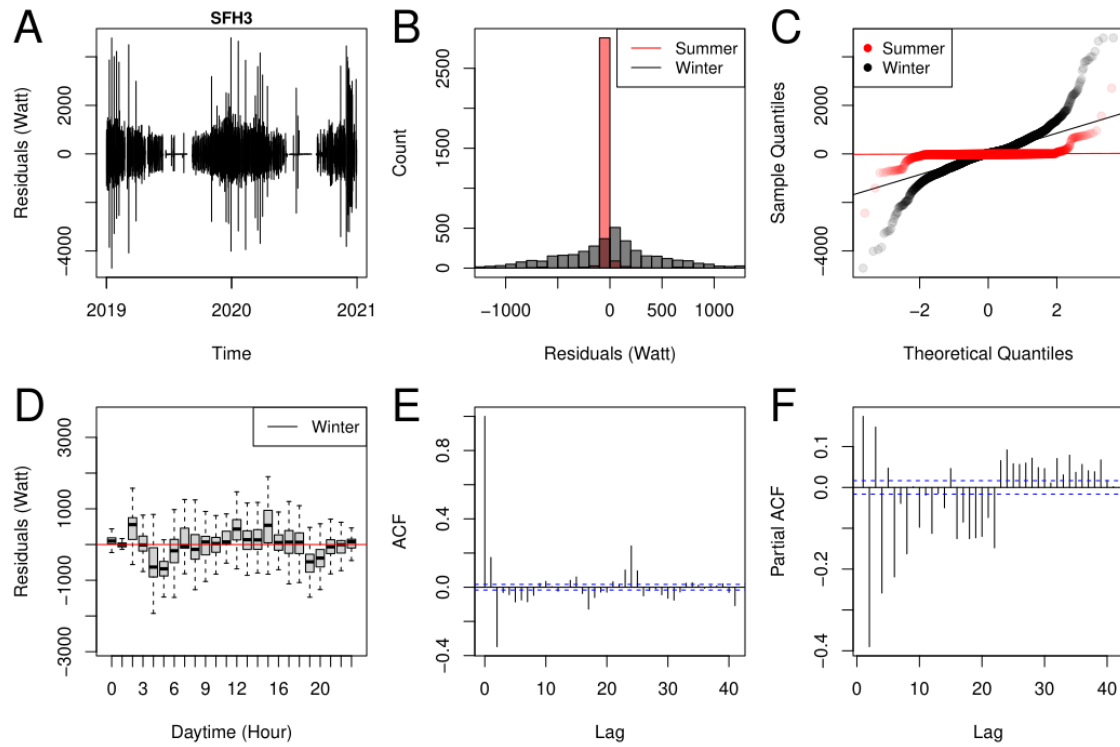 A
SFH3
Residuals (Watt)
2000
0
−4000
2019
2020
2021
Time
B
Summer
Winter
Count
2500
1500
500
0
−1000
0
500
1000
Residuals (Watt)
C
Summer
Winter
Sample Quantiles
2000
0
−4000
−2
0
2
Theoretical Quantiles
D
Winter
Residuals (Watt)
3000
1000
−1000
−3000
0
3
6
9
12
16
20
Daytime (Hour)
E
ACF
0.8
0.4
0.0
−0.4
0
10
20
30
40
Lag
F
Partial ACF
0.1
0.0
−0.2
−0.4
0
10
20
30
40
Lag